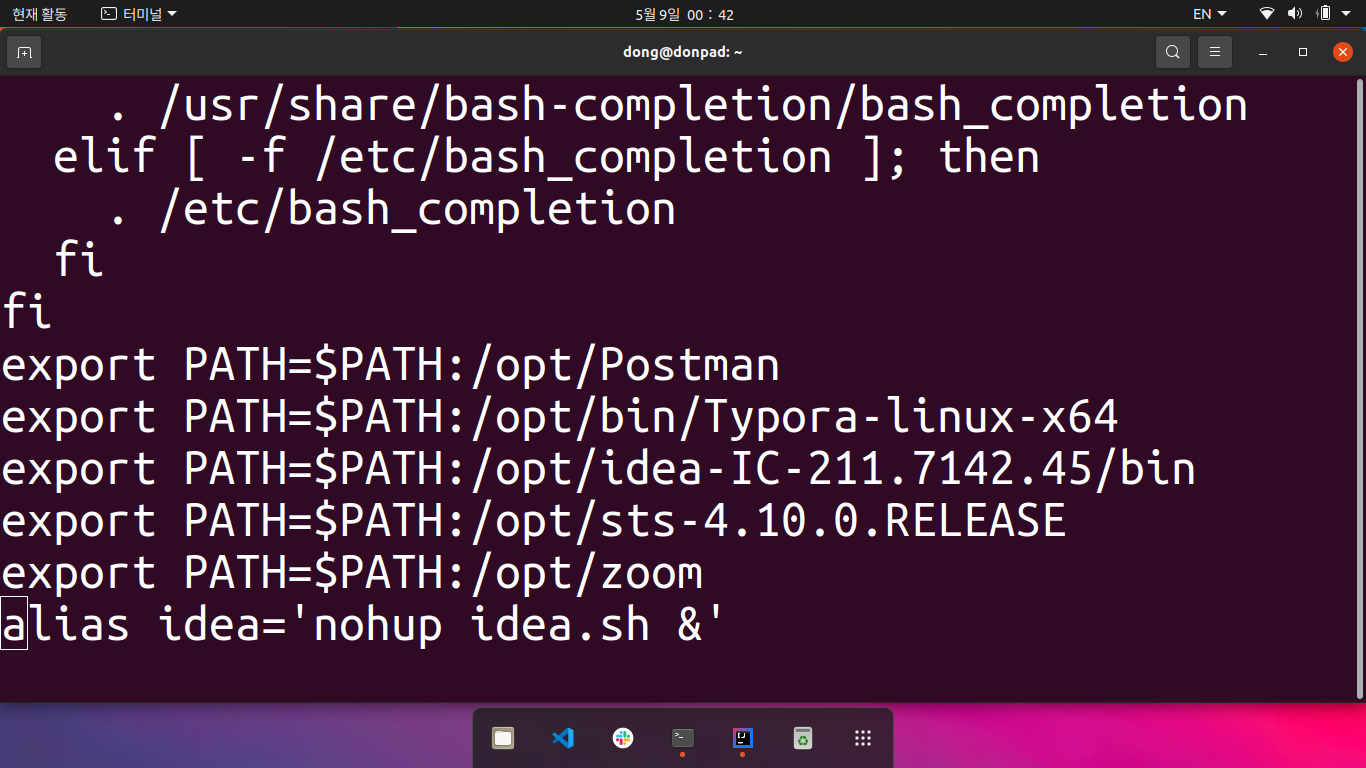 현재 활동 터미널 5월 9일 00 : 42 EN
dong@donpad: ~
. /usr/share/bash-completion/bash_completion
elif [ -f /etc/bash_completion ]; then
. /etc/bash_completion
fi
fi
export PATH=$PATH:/opt/Postman
export PATH=$PATH:/opt/bin/Typora-linux-x64
export PATH=$PATH:/opt/idea-IC-211.7142.45/bin
export PATH=$PATH:/opt/sts-4.10.0.RELEASE
export PATH=$PATH:/opt/zoom
alias idea='nohup idea.sh &'